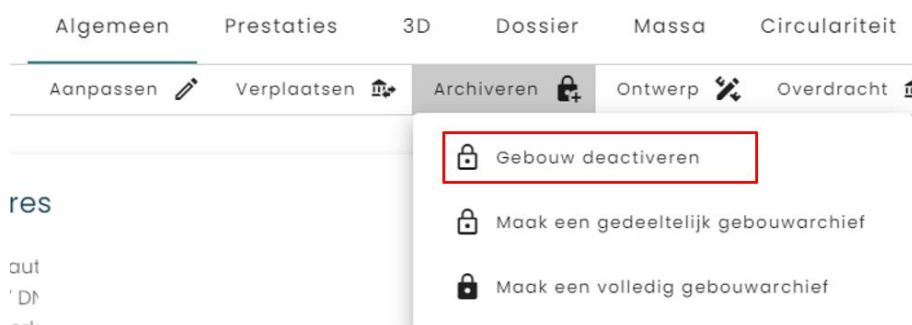 Algemeen Prestaties 3D Dossier Massa Circulariteit
Aanpassen Verplaatsen Archiveren Ontwerp Overdracht
Gebouw deactiveren
res
Maak een gedeeltelijk gebouwarchief
aut
Maak een volledig gebouwarchief